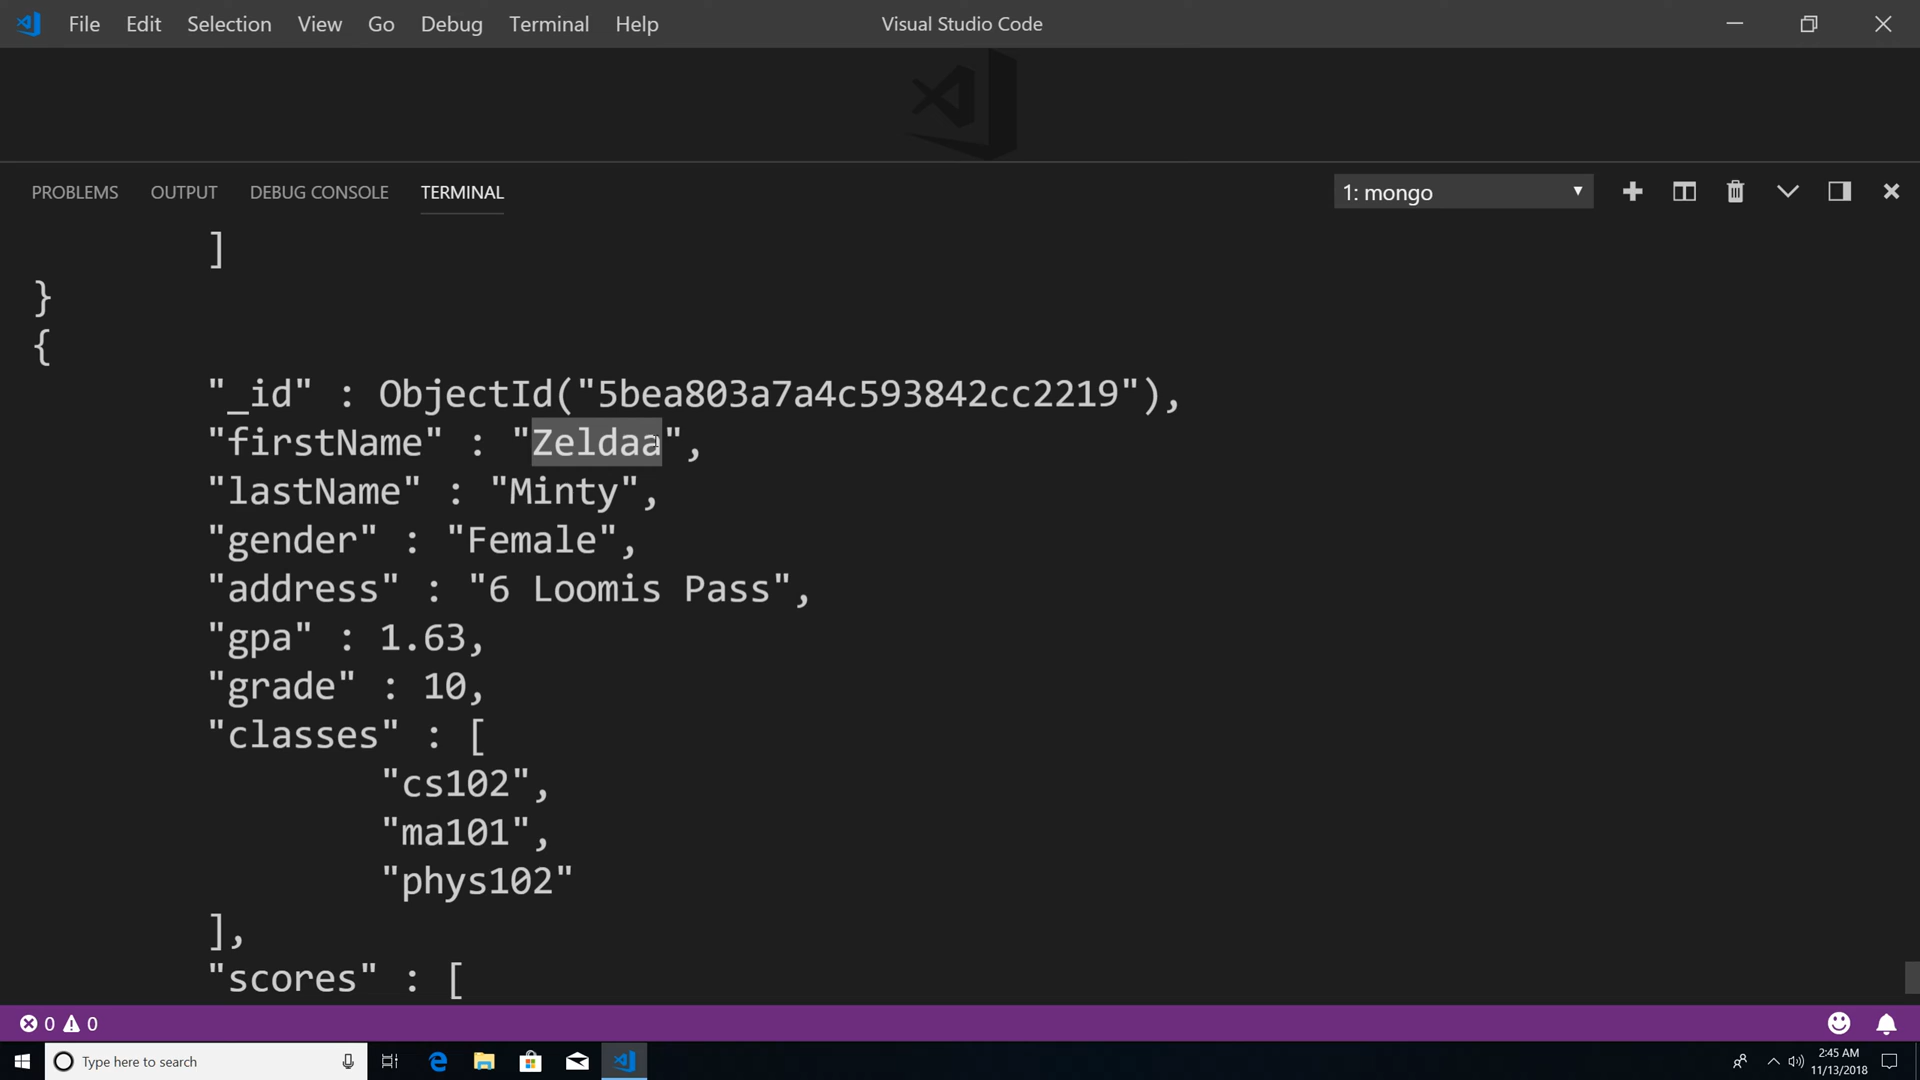 File Edit Selection View Go Debug Terminal Help Visual Studio Code
PROBLEMS OUTPUT DEBUG CONSOLE TERMINAL 1: mongo
]
}
{
"_id" : ObjectId("5bea803a7a4c593842cc2219"),
"firstName" : "Zeldaa",
"lastName" : "Minty",
"gender" : "Female",
"address" : "6 Loomis Pass",
"gpa" : 1.63,
"grade" : 10,
"classes" : [
"cs102",
"ma101",
"phys102"
],
"scores" : [
0 0
Type here to search 2:45 AM
11/13/2018